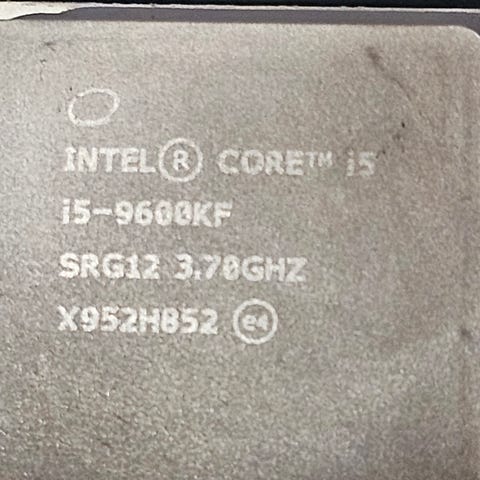 INTEL® CORE™ i5
i5-9600KF
SRG12 3.70GHZ
X952H852 e4